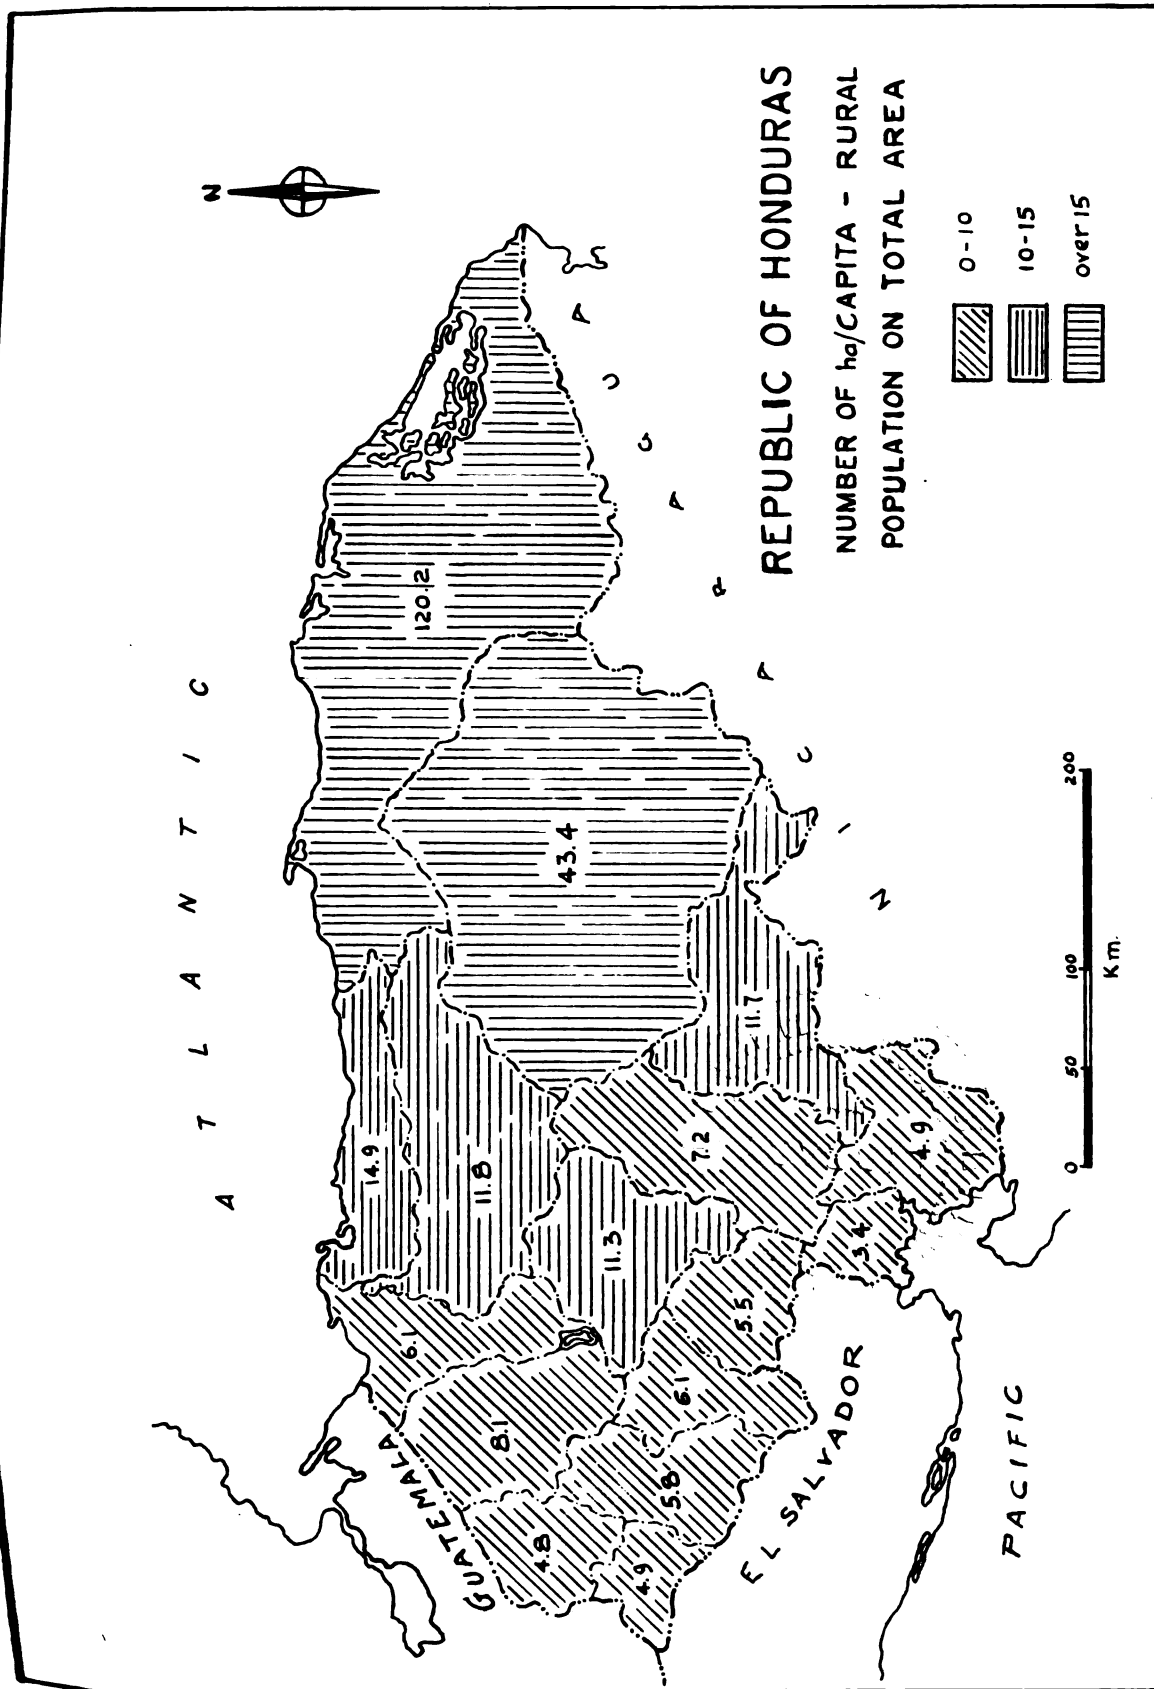 N
ATLANTIC
120.2
43.4
14.9
11.8
11.7
11.3
7.2
4.9
3.4
6.1
8.1
6.1
5.5
5.8
4.8
4.9
GUATEMALA
EL SALVADOR
PACIFIC
NICARAGUA
REPUBLIC OF HONDURAS
NUMBER OF ha/CAPITA - RURAL
POPULATION ON TOTAL AREA
0-10
10-15
over 15
0 50 100 200
Km.